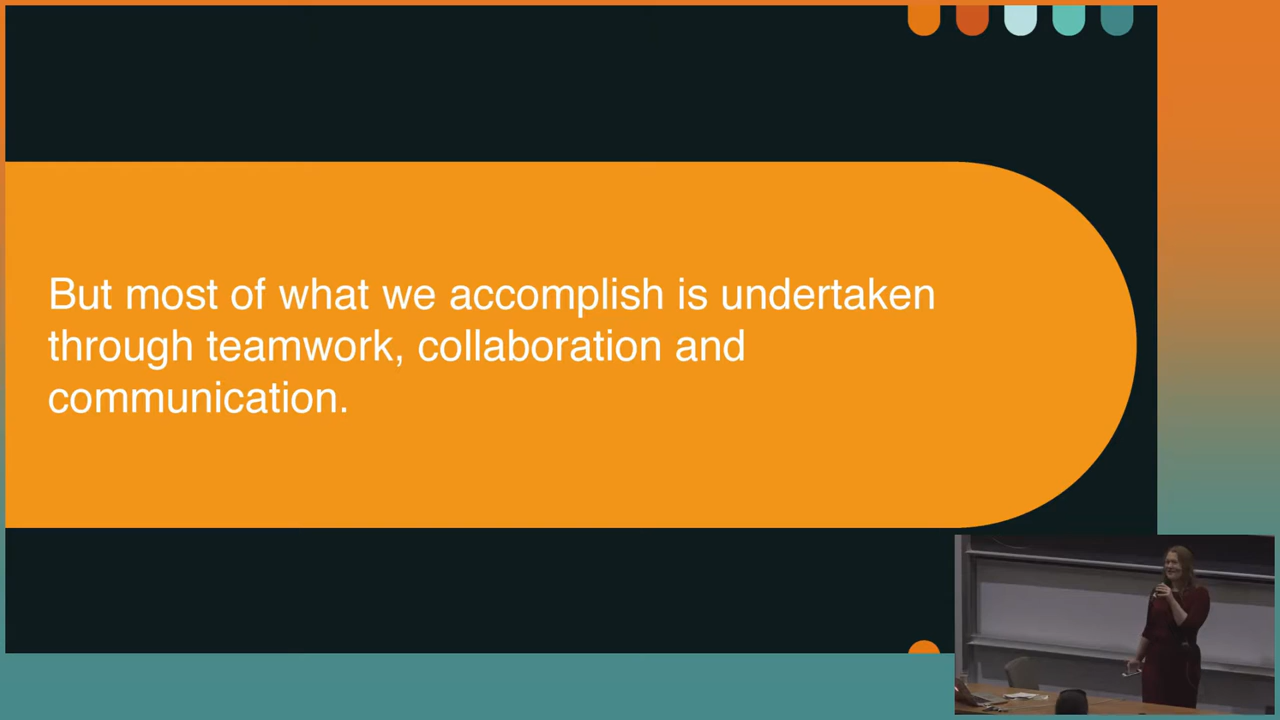 But most of what we accomplish is undertaken
through teamwork, collaboration and
communication.